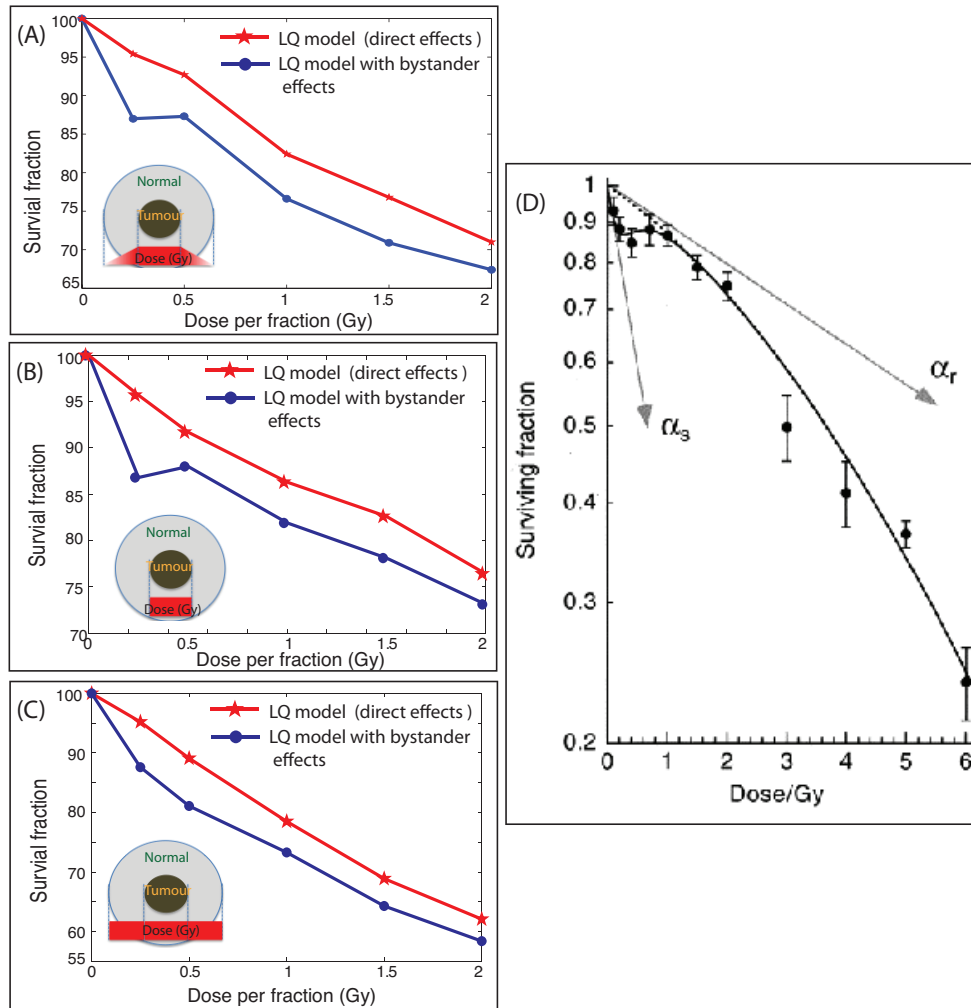 (A)
100
95
90
85
80
75
70
65
Survial fraction
LQ model (direct effects )
LQ model with bystander
effects
Normal
Tumour
Dose (Gy)
0
0.5
1
1.5
2
Dose per fraction (Gy)
(B)
100
95
90
85
80
75
70
Survial fraction
LQ model (direct effects )
LQ model with bystander
effects
Normal
Tumour
Dose (Gy)
0
0.5
1
1.5
2
Dose per fraction (Gy)
(C)
100
90
80
70
60
55
Survial fraction
LQ model (direct effects )
LQ model with bystander
effects
Normal
Tumour
Dose (Gy)
0
0.5
1
1.5
2
Dose per fraction (Gy)
(D)
1
0.9
0.8
0.7
0.6
0.5
0.4
0.3
0.2
Surviving fraction
αr
αs
0
1
2
3
4
5
6
Dose/Gy